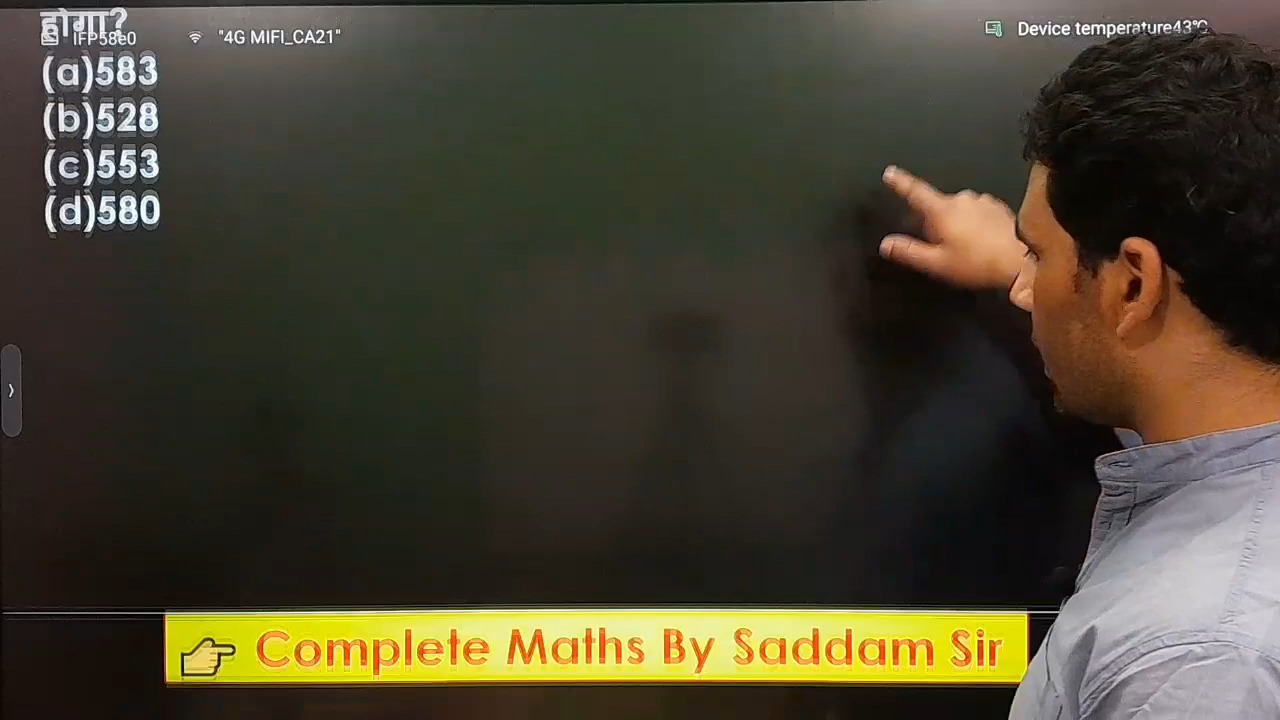 होगा?
IFP58e0 "4G MIFI_CA21" Device temperature43°C
(a)583
(b)528
(c)553
(d)580
Complete Maths By Saddam Sir